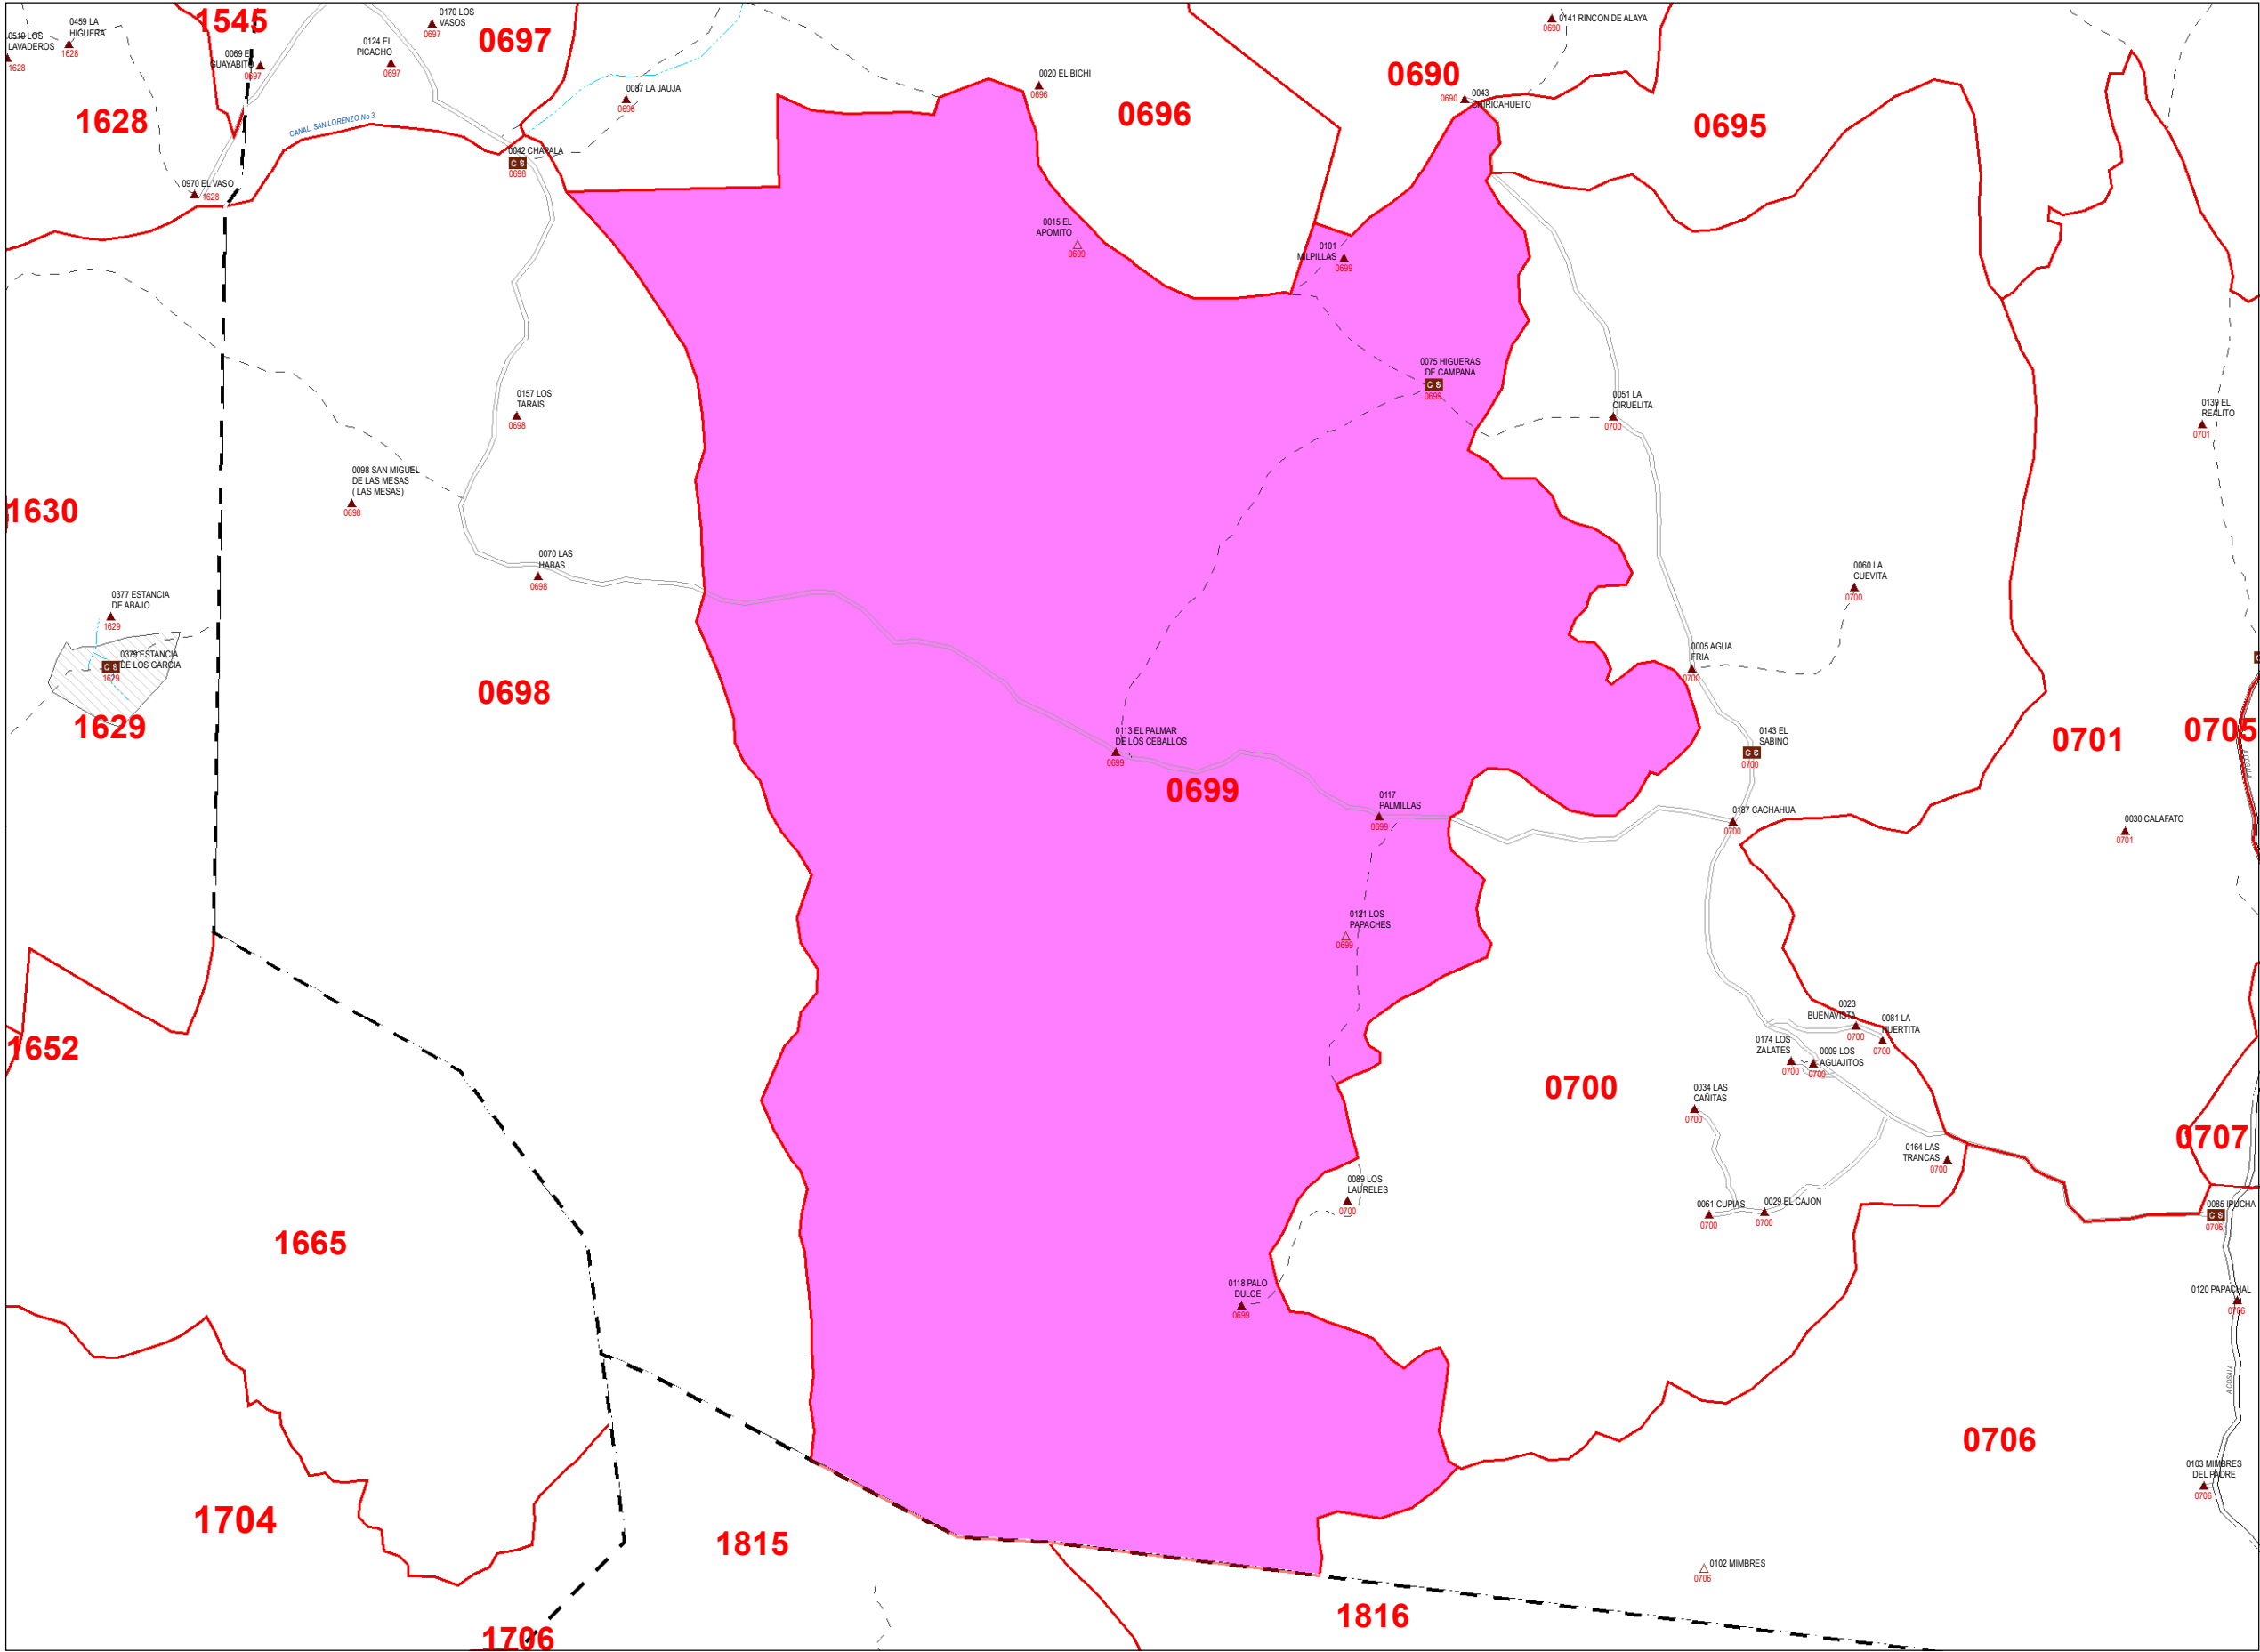 1545
0459 LA
HIGUERA
1628
0519 LOS
LAVADEROS
1628
0069 EL
GUAYABITO
0697
0124 EL
PICACHO
0697
0170 LOS
VASOS
0697
0697
0087 LA JAUJA
0696
0020 EL BICHI
0696
0696
0690
0141 RINCON DE ALAYA
0690
0043
CHIRICAHUETO
0690
0695
1628
CANAL SAN LORENZO No 3
0042 CHAPALA
C S
0698
0970 EL VASO
1628
0015 EL
APOMITO
0699
0101
MILPILLAS
0699
0075 HIGUERAS
DE CAMPANA
C S
0699
0051 LA
CIRUELITA
0700
0139 EL
REALITO
0701
0157 LOS
TARAIS
0698
0098 SAN MIGUEL
DE LAS MESAS
( LAS MESAS)
0698
1630
0070 LAS
HABAS
0698
0060 LA
CUEVITA
0700
0377 ESTANCIA
DE ABAJO
1629
0379 ESTANCIA
DE LOS GARCIA
C S
1629
1629
0698
0005 AGUA
FRIA
0700
0143 EL
SABINO
C S
0700
0701
0705
A COSALA
0113 EL PALMAR
DE LOS CEBALLOS
0699
0699
0117
PALMILLAS
0699
0187 CACHAHUA
0700
0030 CALAFATO
0701
0121 LOS
PAPACHES
0699
1652
0023
BUENAVISTA
0700
0081 LA
HUERTITA
0700
0174 LOS
ZALATES
0700
0009 LOS
AGUAJITOS
0700
0700
0034 LAS
CAÑITAS
0700
0707
0164 LAS
TRANCAS
0700
0089 LOS
LAURELES
0700
0061 CUPIAS
0700
0029 EL CAJON
0700
0085 IPUCHA
C S
0706
1665
0118 PALO
DULCE
0699
0120 PAPACHAL
0706
A COSALA
0706
0103 MIMBRES
DEL PADRE
0706
1704
1815
0102 MIMBRES
0706
1816
1706